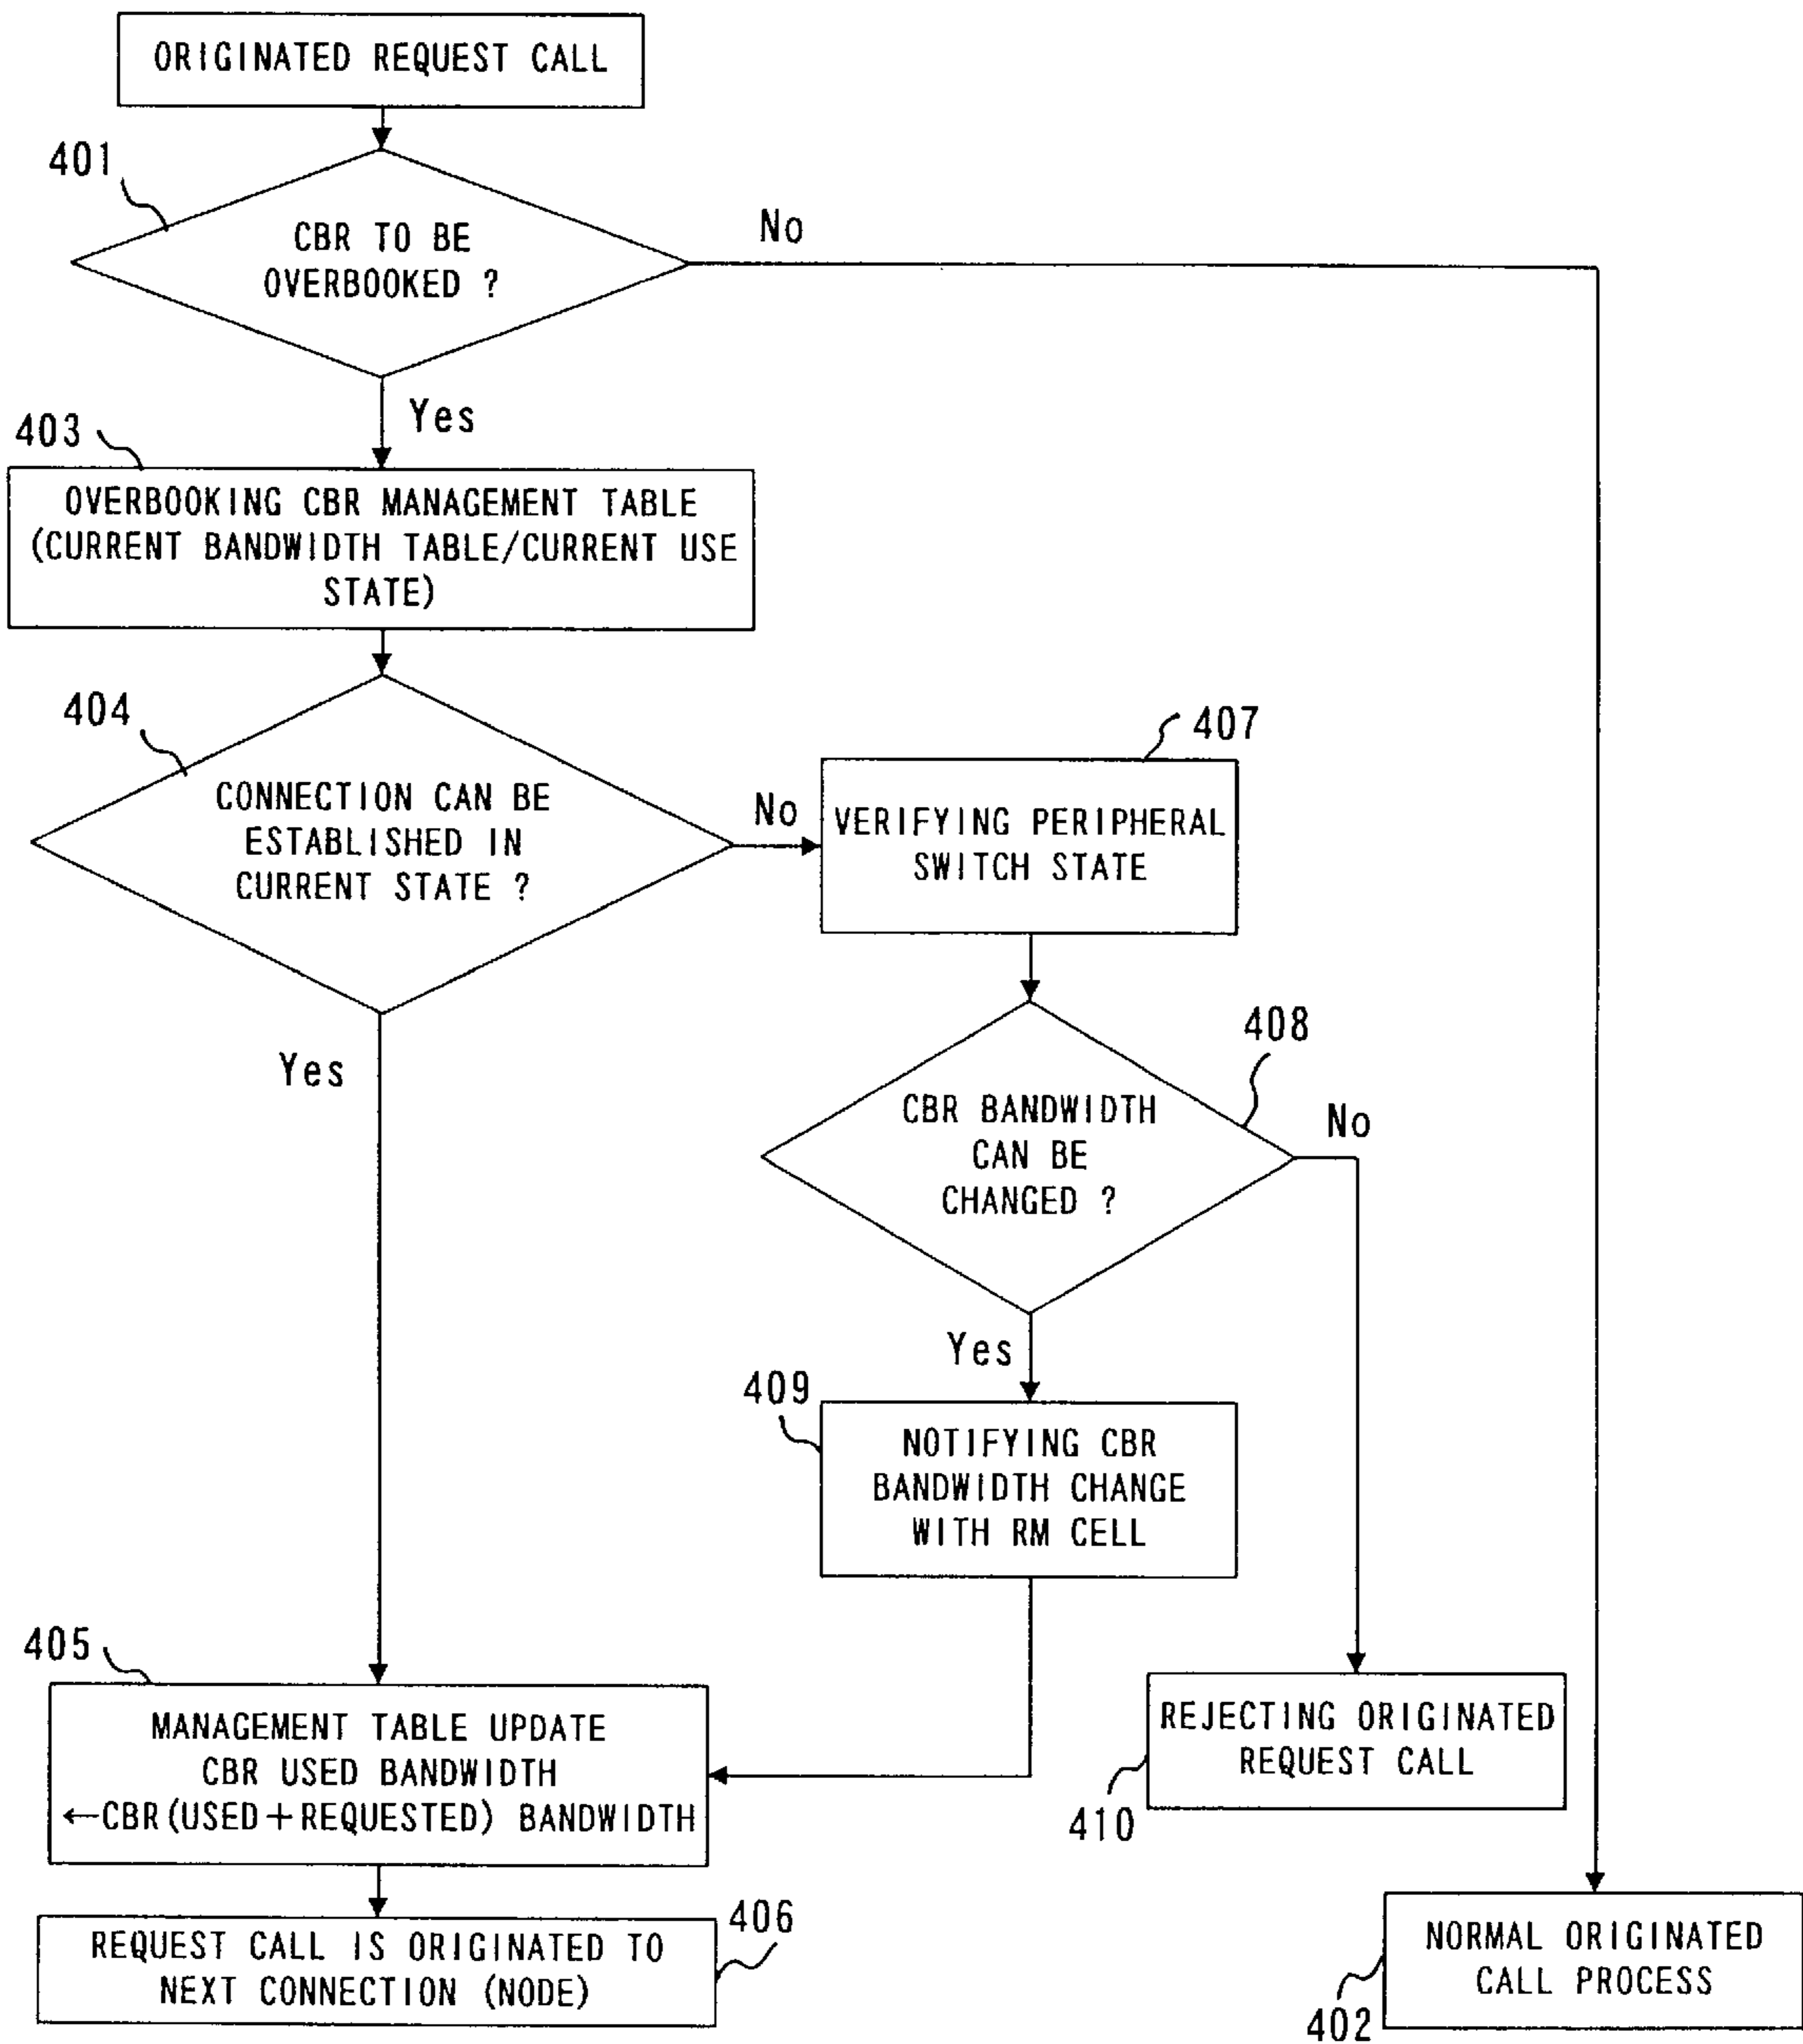 ORIGINATED REQUEST CALL
401
CBR TO BE
OVERBOOKED ?
No
Yes
403
OVERBOOKING CBR MANAGEMENT TABLE
(CURRENT BANDWIDTH TABLE/CURRENT USE
STATE)
404
CONNECTION CAN BE
ESTABLISHED IN
CURRENT STATE ?
No
Yes
407
VERIFYING PERIPHERAL
SWITCH STATE
408
CBR BANDWIDTH
CAN BE
CHANGED ?
No
Yes
409
NOTIFYING CBR
BANDWIDTH CHANGE
WITH RM CELL
405
MANAGEMENT TABLE UPDATE
CBR USED BANDWIDTH
←CBR(USED+REQUESTED) BANDWIDTH
REJECTING ORIGINATED
REQUEST CALL
410
406
REQUEST CALL IS ORIGINATED TO
NEXT CONNECTION (NODE)
NORMAL ORIGINATED
CALL PROCESS
402